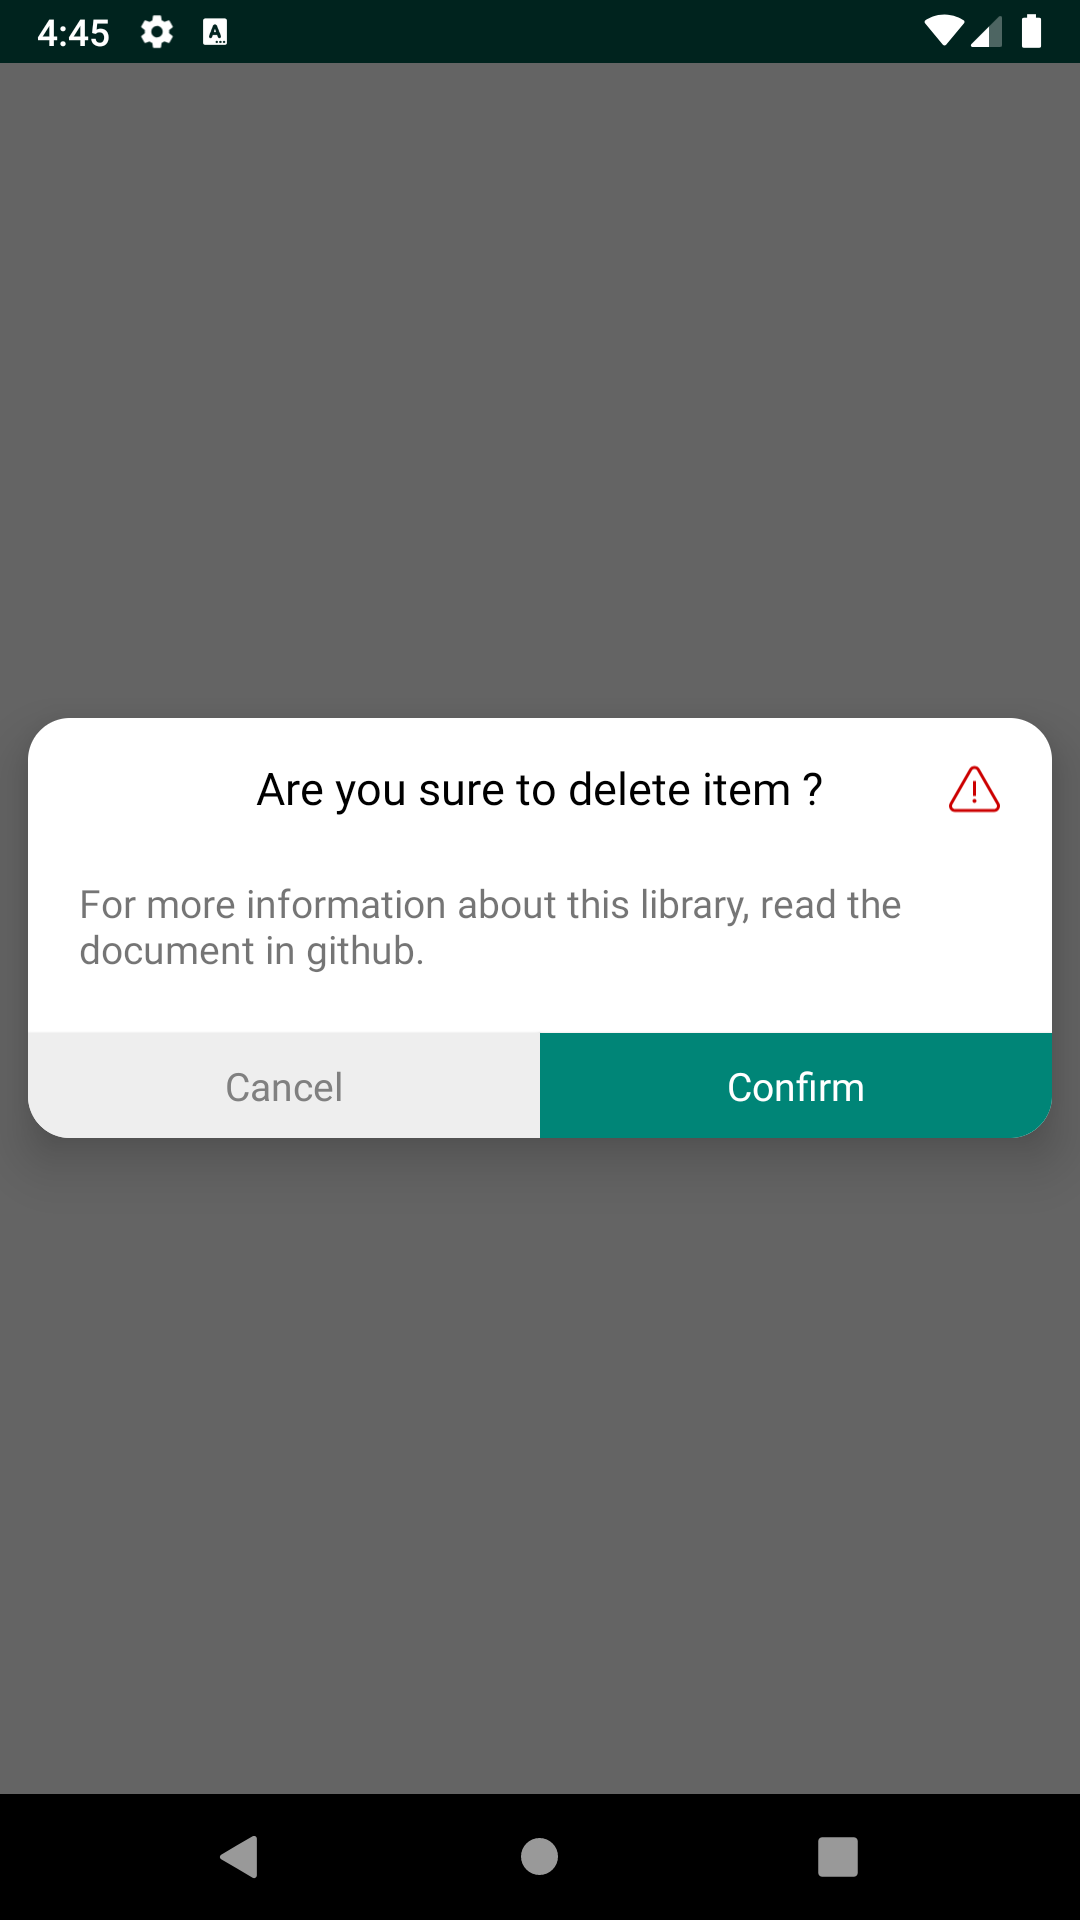 4:45
Are you sure to delete item ?
For more information about this library, read the
document in github.
Cancel
Confirm